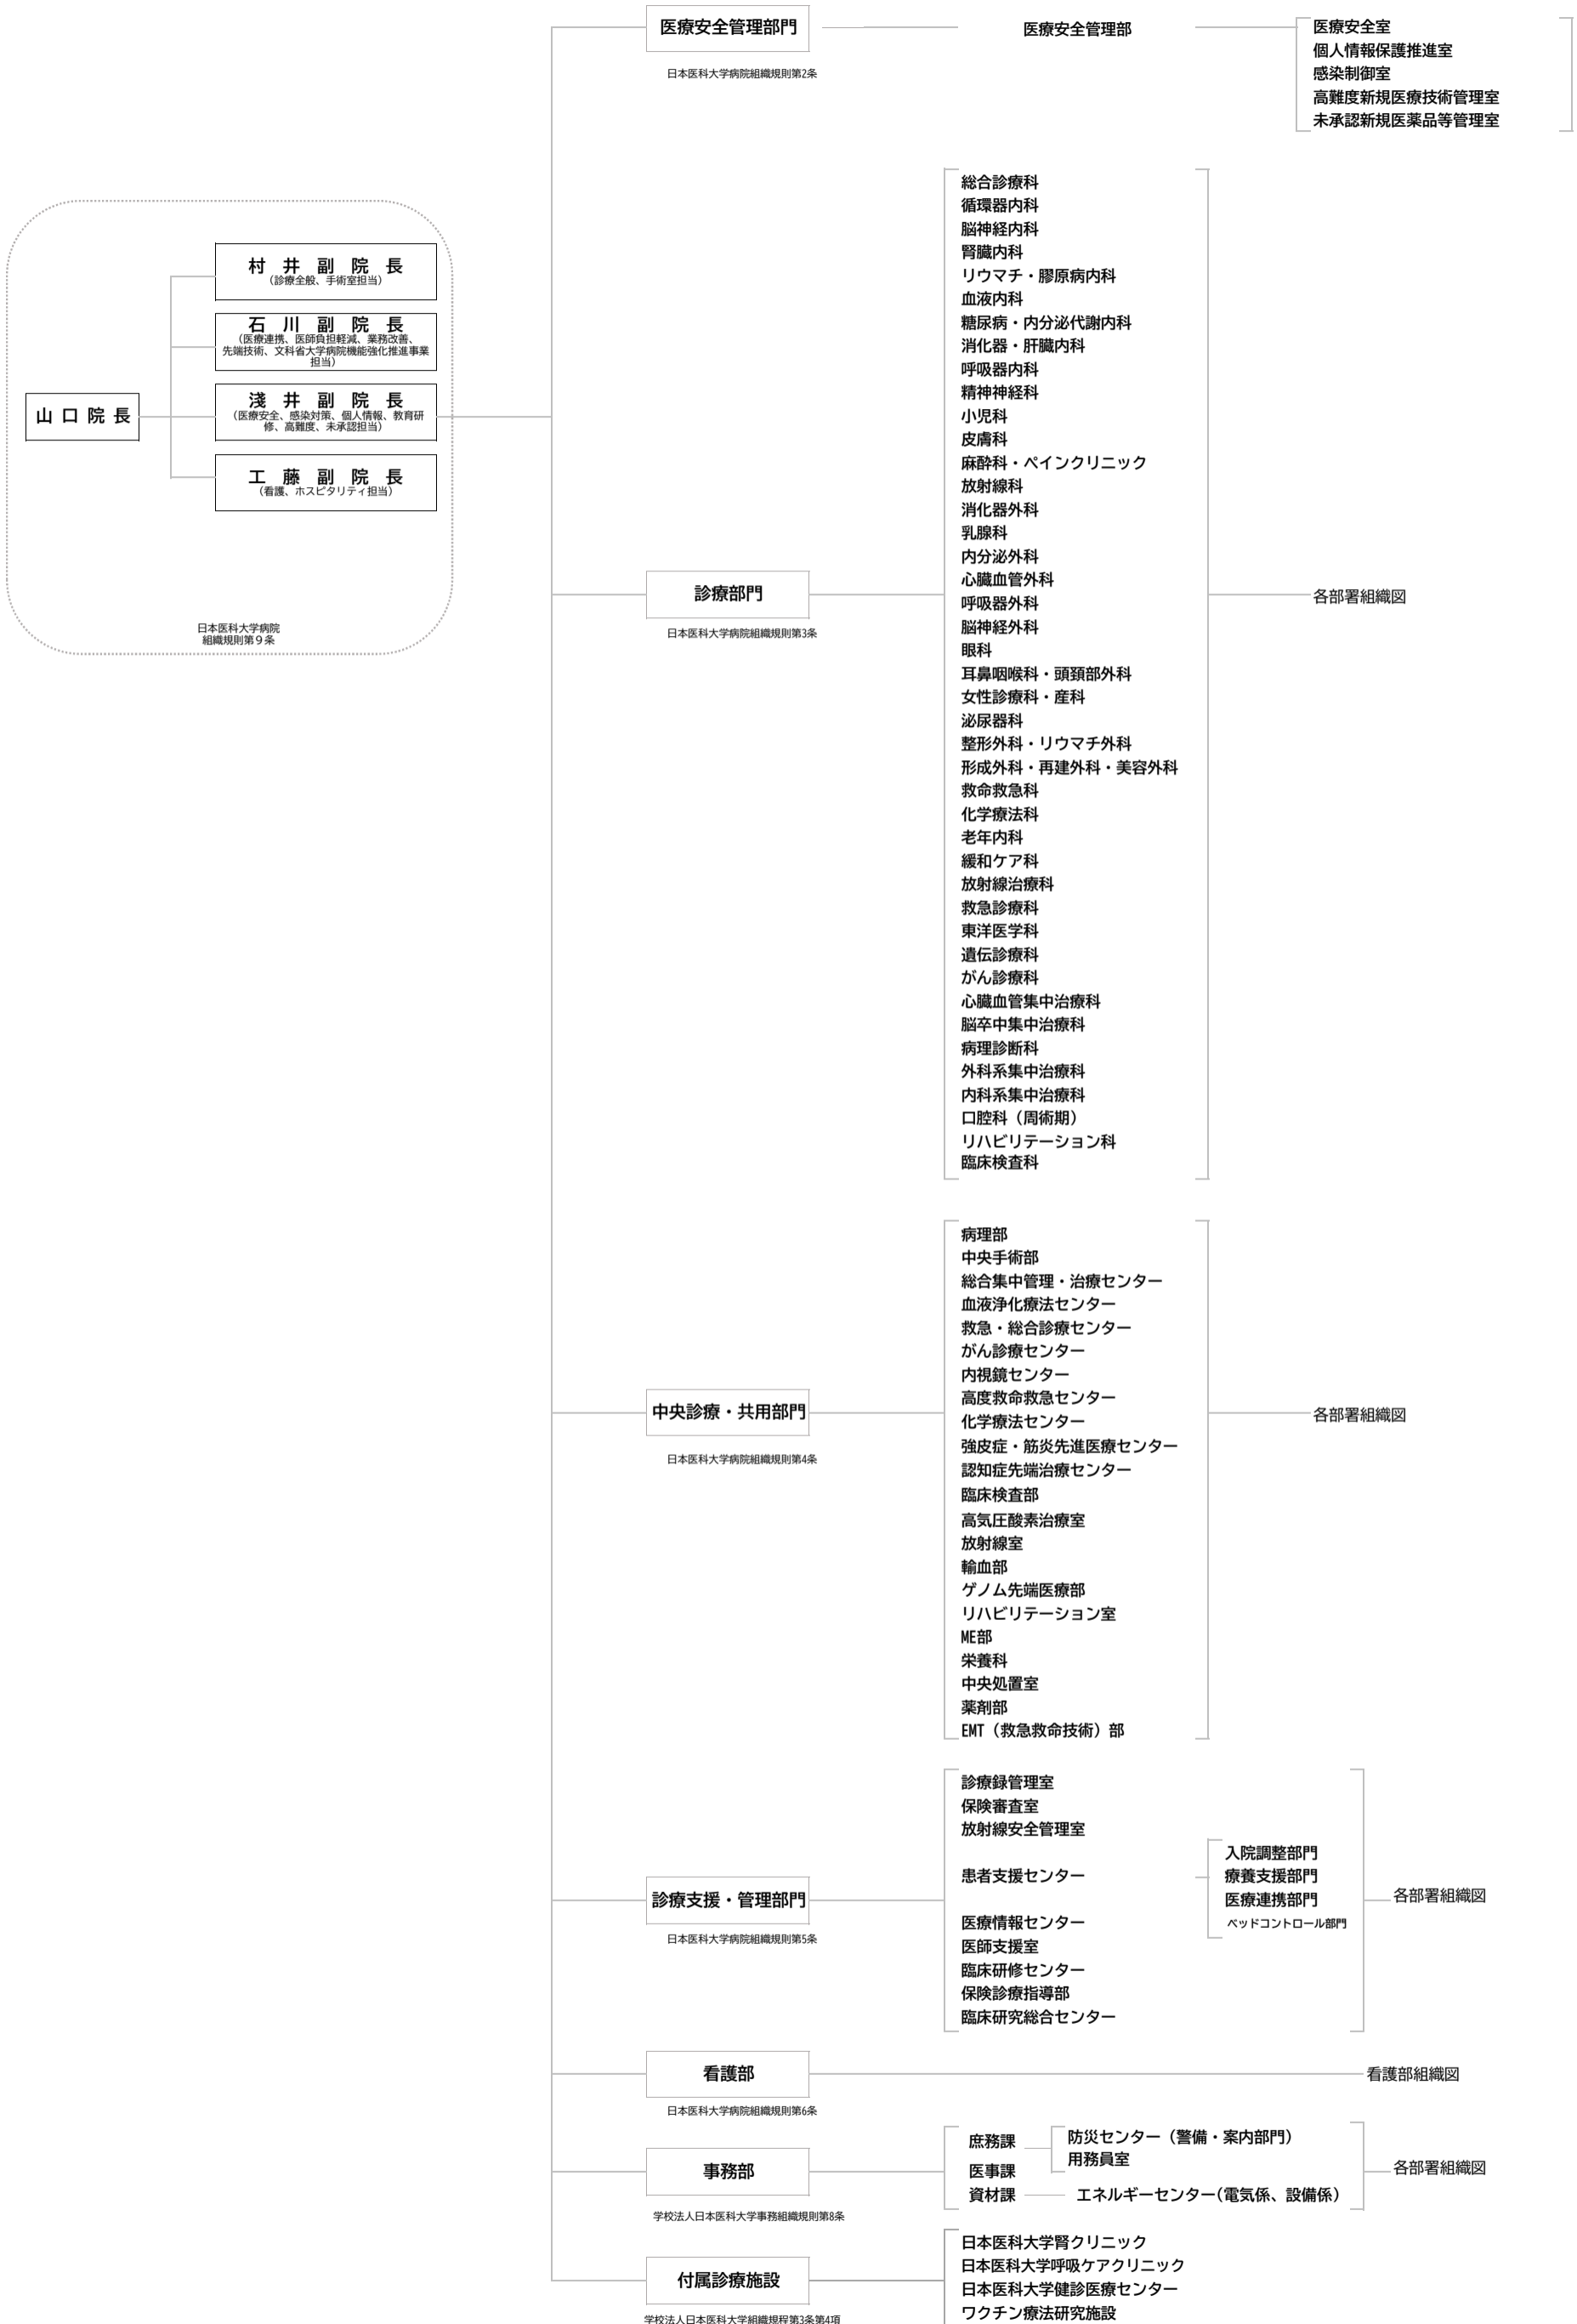 医療安全管理部門
日本医科大学病院組織規則第2条
医療安全管理部
医療安全室
個人情報保護推進室
感染制御室
高難度新規医療技術管理室
未承認新規医薬品等管理室
山口院長
村井副院長
（診療全般、手術室担当）
石川副院長
（医療連携、医師負担軽減、業務改善、
先端技術、文科省大学病院機能強化推進事業
担当）
淺井副院長
（医療安全、感染対策、個人情報、教育研
修、高難度、未承認担当）
工藤副院長
（看護、ホスピタリティ担当）
日本医科大学病院
組織規則第９条
診療部門
日本医科大学病院組織規則第3条
総合診療科
循環器内科
脳神経内科
腎臓内科
リウマチ・膠原病内科
血液内科
糖尿病・内分泌代謝内科
消化器・肝臓内科
呼吸器内科
精神神経科
小児科
皮膚科
麻酔科・ペインクリニック
放射線科
消化器外科
乳腺科
内分泌外科
心臓血管外科
呼吸器外科
脳神経外科
眼科
耳鼻咽喉科・頭頚部外科
女性診療科・産科
泌尿器科
整形外科・リウマチ外科
形成外科・再建外科・美容外科
救命救急科
化学療法科
老年内科
緩和ケア科
放射線治療科
救急診療科
東洋医学科
遺伝診療科
がん診療科
心臓血管集中治療科
脳卒中集中治療科
病理診断科
外科系集中治療科
内科系集中治療科
口腔科（周術期）
リハビリテーション科
臨床検査科
各部署組織図
中央診療・共用部門
日本医科大学病院組織規則第4条
病理部
中央手術部
総合集中管理・治療センター
血液浄化療法センター
救急・総合診療センター
がん診療センター
内視鏡センター
高度救命救急センター
化学療法センター
強皮症・筋炎先進医療センター
認知症先端治療センター
臨床検査部
高気圧酸素治療室
放射線室
輸血部
ゲノム先端医療部
リハビリテーション室
ME部
栄養科
中央処置室
薬剤部
EMT（救急救命技術）部
各部署組織図
診療支援・管理部門
日本医科大学病院組織規則第5条
診療録管理室
保険審査室
放射線安全管理室
患者支援センター
医療情報センター
医師支援室
臨床研修センター
保険診療指導部
臨床研究総合センター
入院調整部門
療養支援部門
医療連携部門
ベッドコントロール部門
各部署組織図
看護部
日本医科大学病院組織規則第6条
看護部組織図
事務部
学校法人日本医科大学事務組織規則第8条
庶務課
医事課
資材課
防災センター（警備・案内部門）
用務員室
エネルギーセンター(電気係、設備係）
各部署組織図
付属診療施設
学校法人日本医科大学組織規程第3条第4項
日本医科大学腎クリニック
日本医科大学呼吸ケアクリニック
日本医科大学健診医療センター
ワクチン療法研究施設